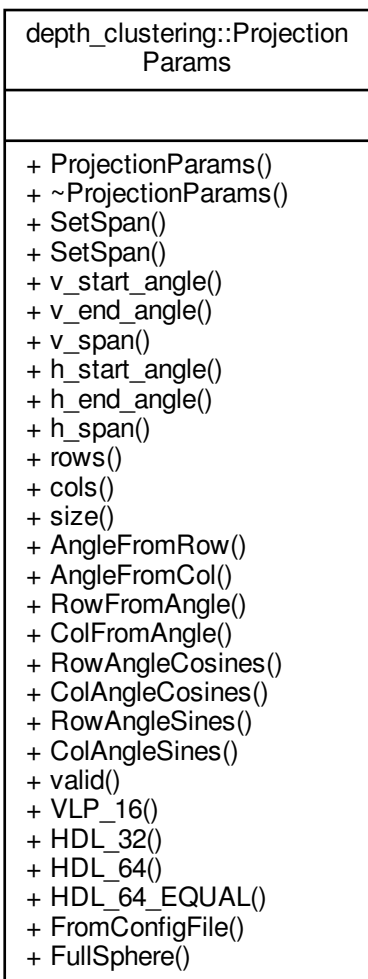 depth_clustering::Projection
Params
+ ProjectionParams()
+ ~ProjectionParams()
+ SetSpan()
+ SetSpan()
+ v_start_angle()
+ v_end_angle()
+ v_span()
+ h_start_angle()
+ h_end_angle()
+ h_span()
+ rows()
+ cols()
+ size()
+ AngleFromRow()
+ AngleFromCol()
+ RowFromAngle()
+ ColFromAngle()
+ RowAngleCosines()
+ ColAngleCosines()
+ RowAngleSines()
+ ColAngleSines()
+ valid()
+ VLP_16()
+ HDL_32()
+ HDL_64()
+ HDL_64_EQUAL()
+ FromConfigFile()
+ FullSphere()